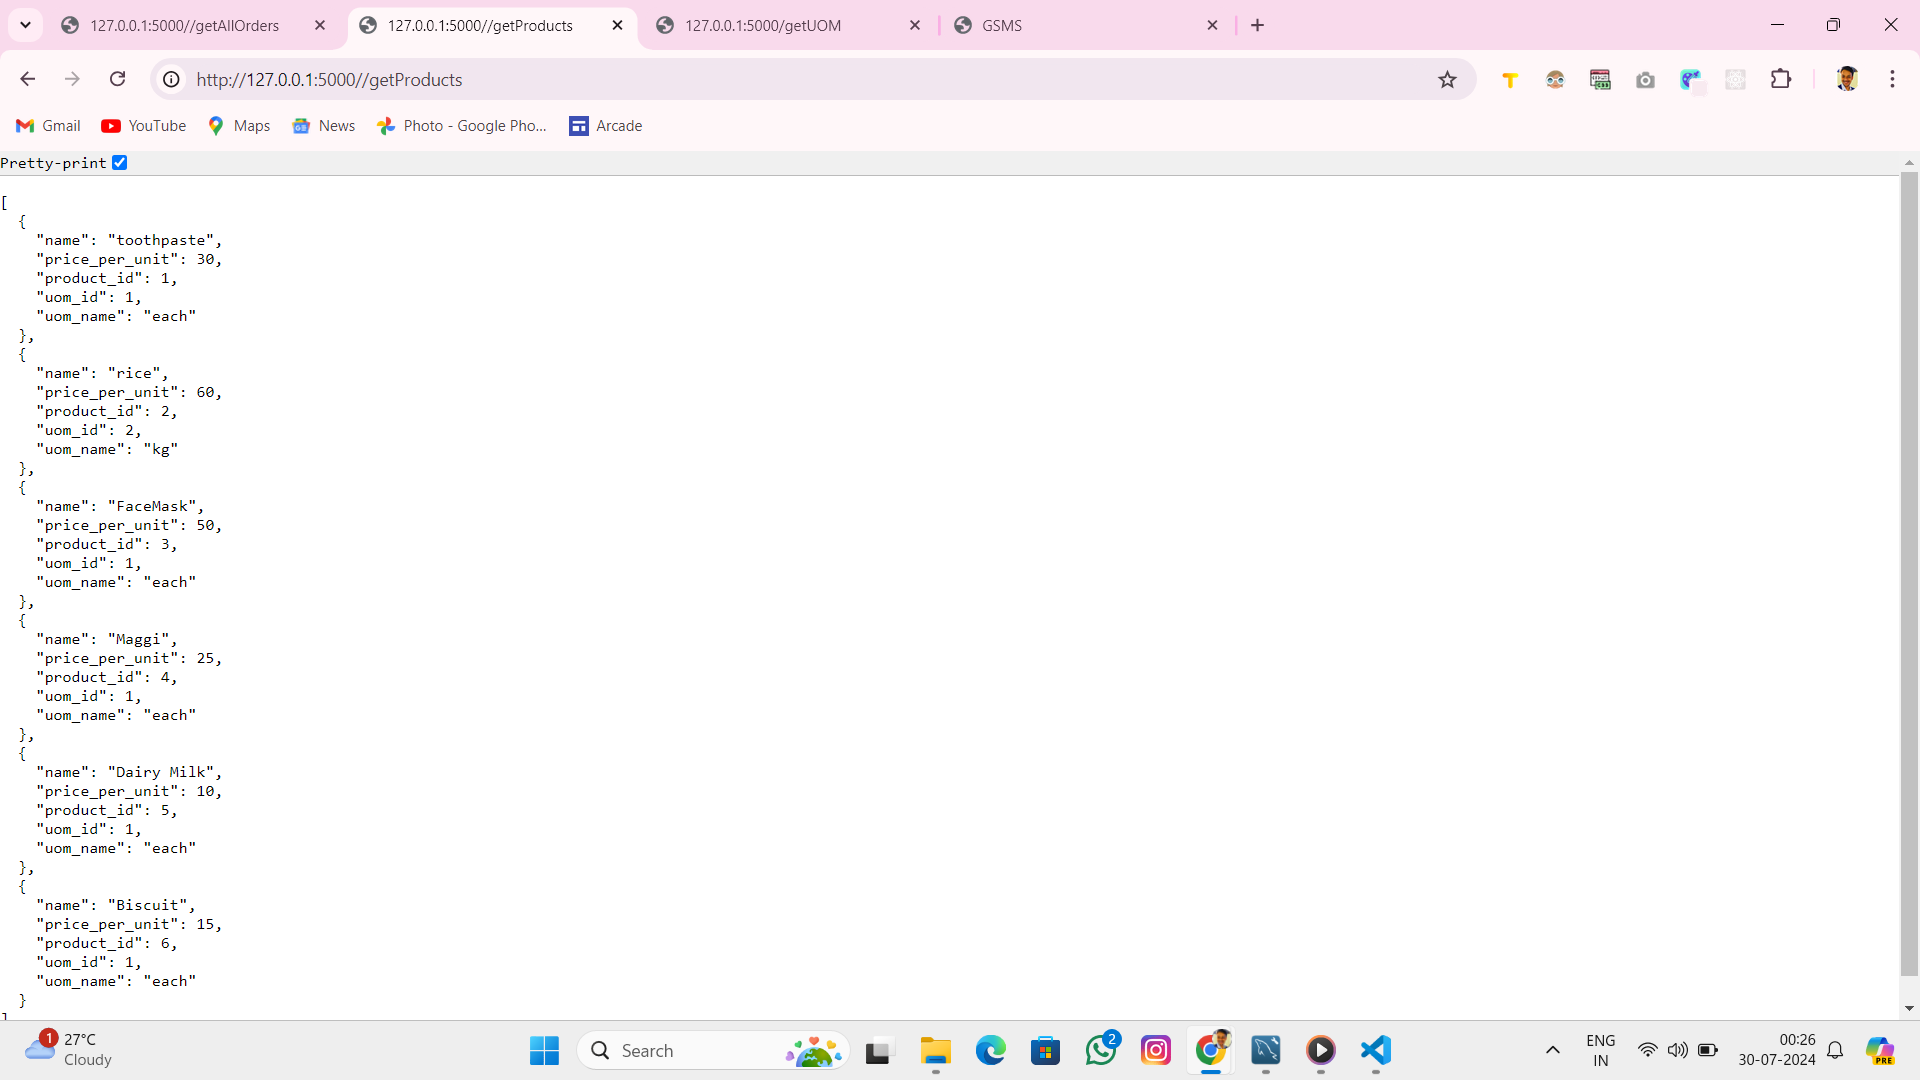 127.0.0.1:5000//getAllOrders
127.0.0.1:5000//getProducts
127.0.0.1:5000/getUOM
GSMS
http://127.0.0.1:5000//getProducts
Gmail
YouTube
Maps
News
Photo - Google Pho...
Arcade
Pretty-print
[
{
"name": "toothpaste",
"price_per_unit": 30,
"product_id": 1,
"uom_id": 1,
"uom_name": "each"
},
{
"name": "rice",
"price_per_unit": 60,
"product_id": 2,
"uom_id": 2,
"uom_name": "kg"
},
{
"name": "FaceMask",
"price_per_unit": 50,
"product_id": 3,
"uom_id": 1,
"uom_name": "each"
},
{
"name": "Maggi",
"price_per_unit": 25,
"product_id": 4,
"uom_id": 1,
"uom_name": "each"
},
{
"name": "Dairy Milk",
"price_per_unit": 10,
"product_id": 5,
"uom_id": 1,
"uom_name": "each"
},
{
"name": "Biscuit",
"price_per_unit": 15,
"product_id": 6,
"uom_id": 1,
"uom_name": "each"
}
]
1
27°C
Cloudy
Search
2
ENG
IN
00:26
30-07-2024
PRE